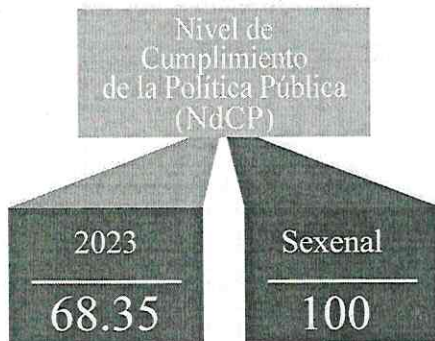 Nivel de
Cumplimiento
de la Política Pública
(NdCP)
2023
68.35
Sexenal
100